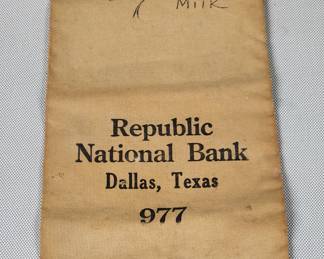 Milk
Republic
National Bank
Dallas, Texas
977